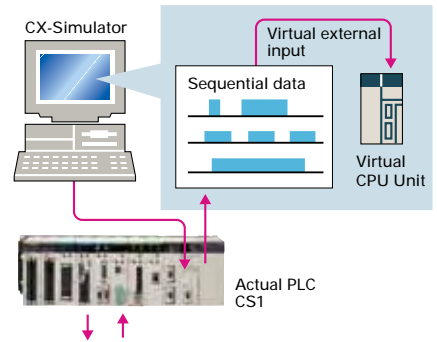 CX-Simulator
Virtual external
input
Sequential data
Virtual
CPU Unit
Actual PLC
CS1